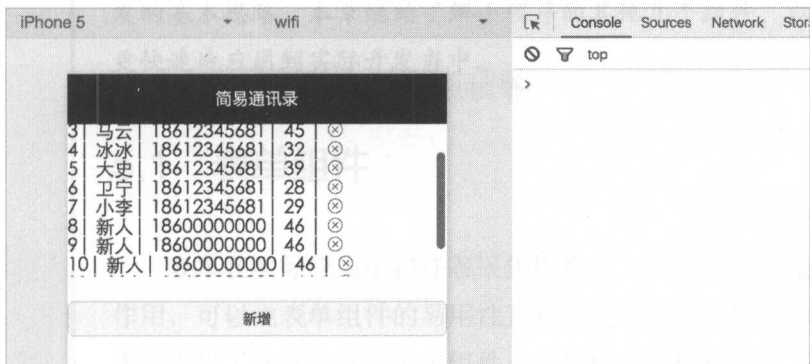 iPhone 5 wifi
Console Sources Network Stor
top
简易通讯录
3| 马云| 18612345681| 45 | ⊗
4| 冰冰| 18612345681| 32 | ⊗
5| 大史| 18612345681| 39 | ⊗
6| 卫宁| 18612345681| 28 | ⊗
7| 小李| 18612345681| 29 | ⊗
8| 新人| 18600000000| 46 | ⊗
9| 新人| 18600000000| 46 | ⊗
10| 新人| 18600000000| 46 | ⊗
新增